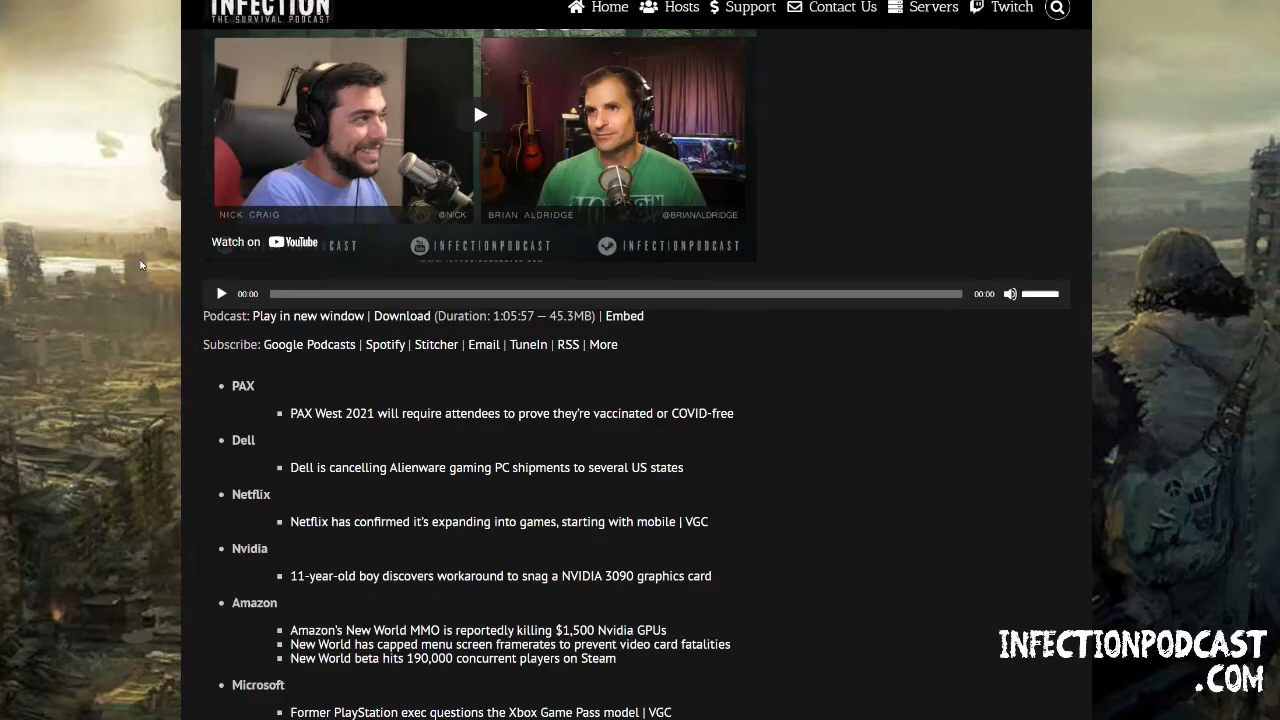 INFECTION
THE SURVIVAL PODCAST
Home Hosts Support Contact Us Servers Twitch
NICK CRAIG @NICK BRIAN ALDRIDGE @BRIANALDRIDGE
Watch on YouTube CAST INFECTIONPODCAST INFECTIONPODCAST
00:00 00:00
Podcast: Play in new window | Download (Duration: 1:05:57 — 45.3MB) | Embed
Subscribe: Google Podcasts | Spotify | Stitcher | Email | TuneIn | RSS | More
PAX
PAX West 2021 will require attendees to prove they’re vaccinated or COVID-free
Dell
Dell is cancelling Alienware gaming PC shipments to several US states
Netflix
Netflix has confirmed it’s expanding into games, starting with mobile | VGC
Nvidia
11-year-old boy discovers workaround to snag a NVIDIA 3090 graphics card
Amazon
Amazon’s New World MMO is reportedly killing $1,500 Nvidia GPUs
New World has capped menu screen framerates to prevent video card fatalities
New World beta hits 190,000 concurrent players on Steam
Microsoft
Former PlayStation exec questions the Xbox Game Pass model | VGC
INFECTIONPODCAST
.COM